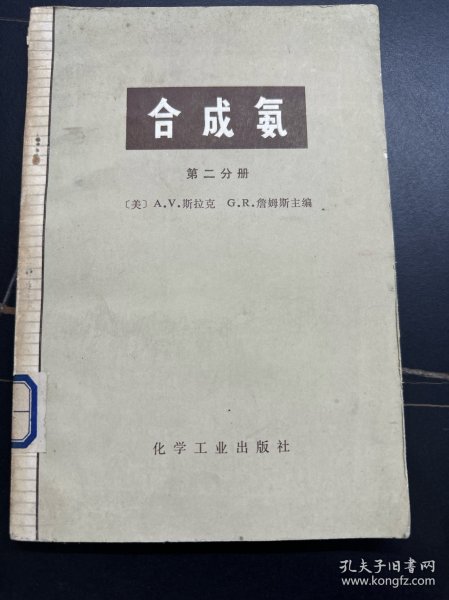 合成氨
第二分册
〔美〕A.V.斯拉克 G.R.詹姆斯主编
化学工业出版社
孔夫子旧书网
www.kongfz.com